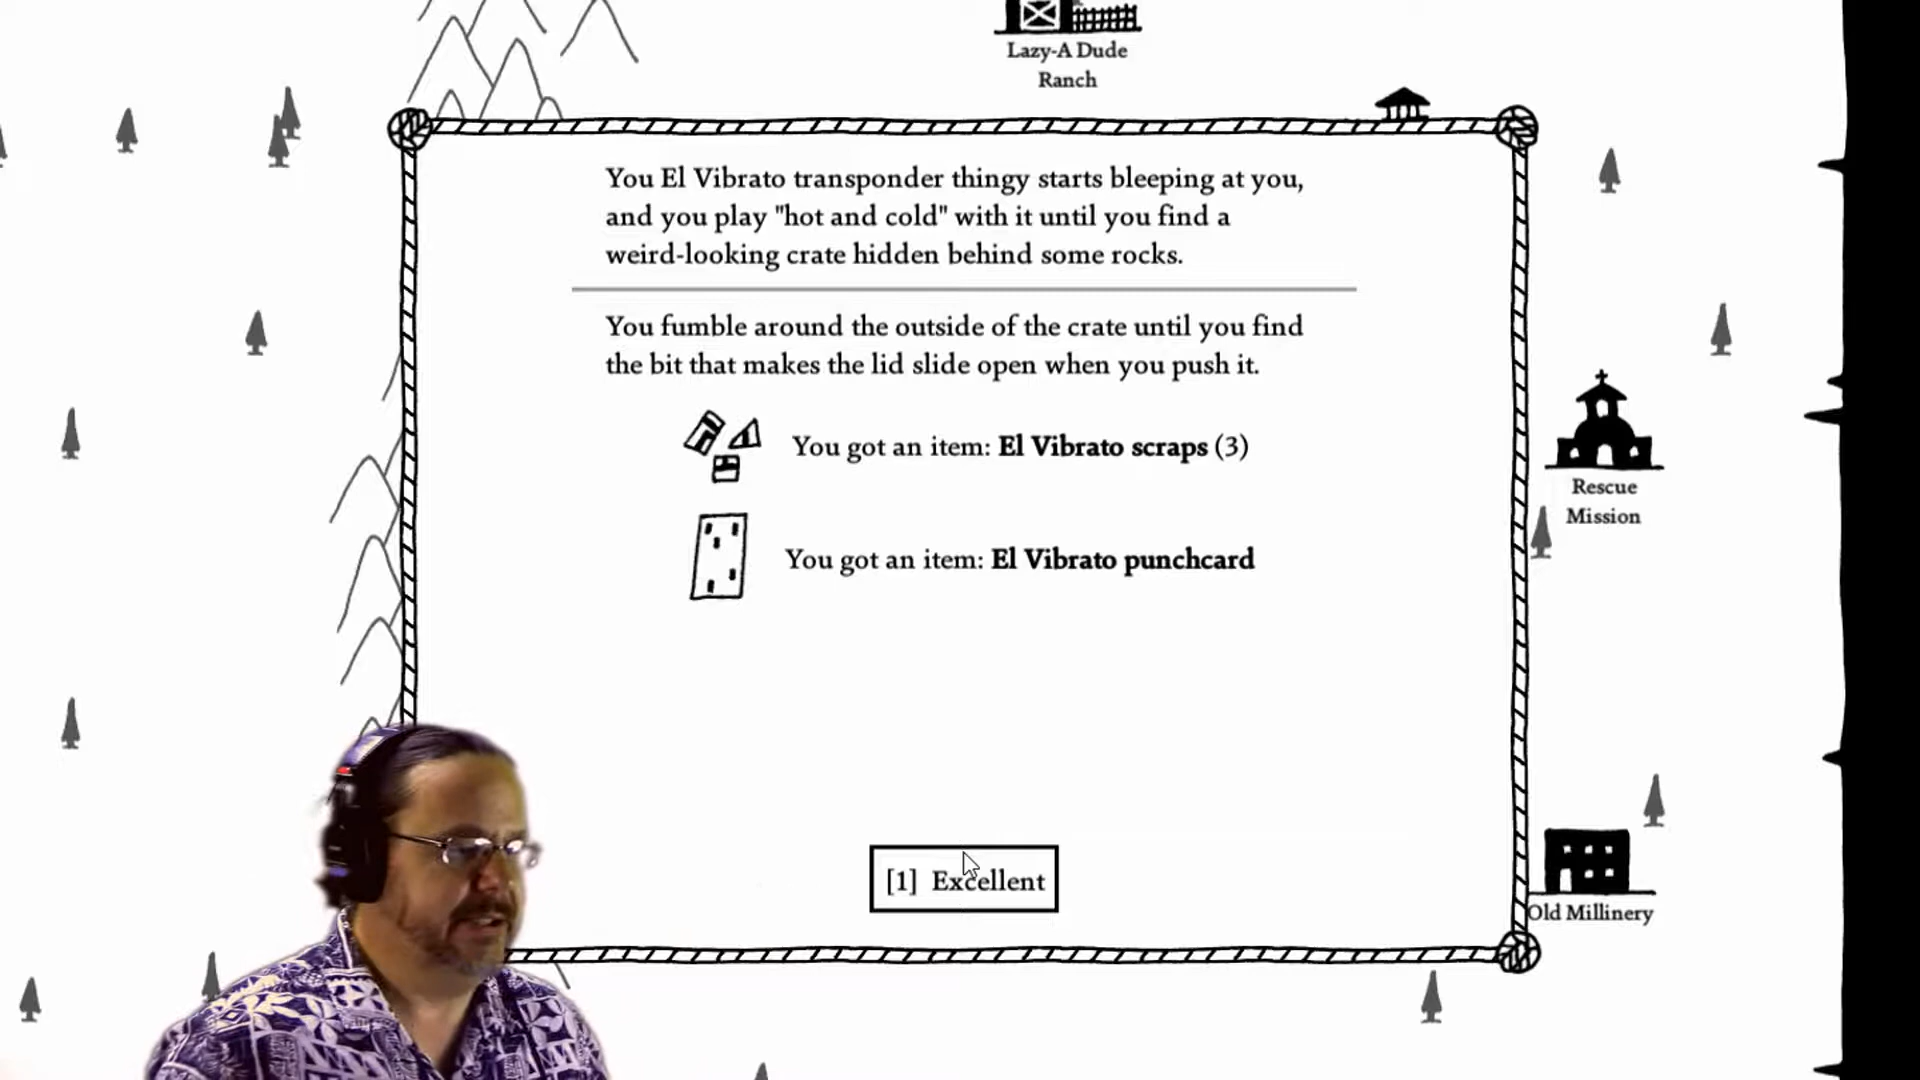 Lazy-A Dude
Ranch
You El Vibrato transponder thingy starts bleeping at you,
and you play "hot and cold" with it until you find a
weird-looking crate hidden behind some rocks.
You fumble around the outside of the crate until you find
the bit that makes the lid slide open when you push it.
You got an item: El Vibrato scraps (3)
You got an item: El Vibrato punchcard
Rescue
Mission
[1] Excellent
Old Millinery